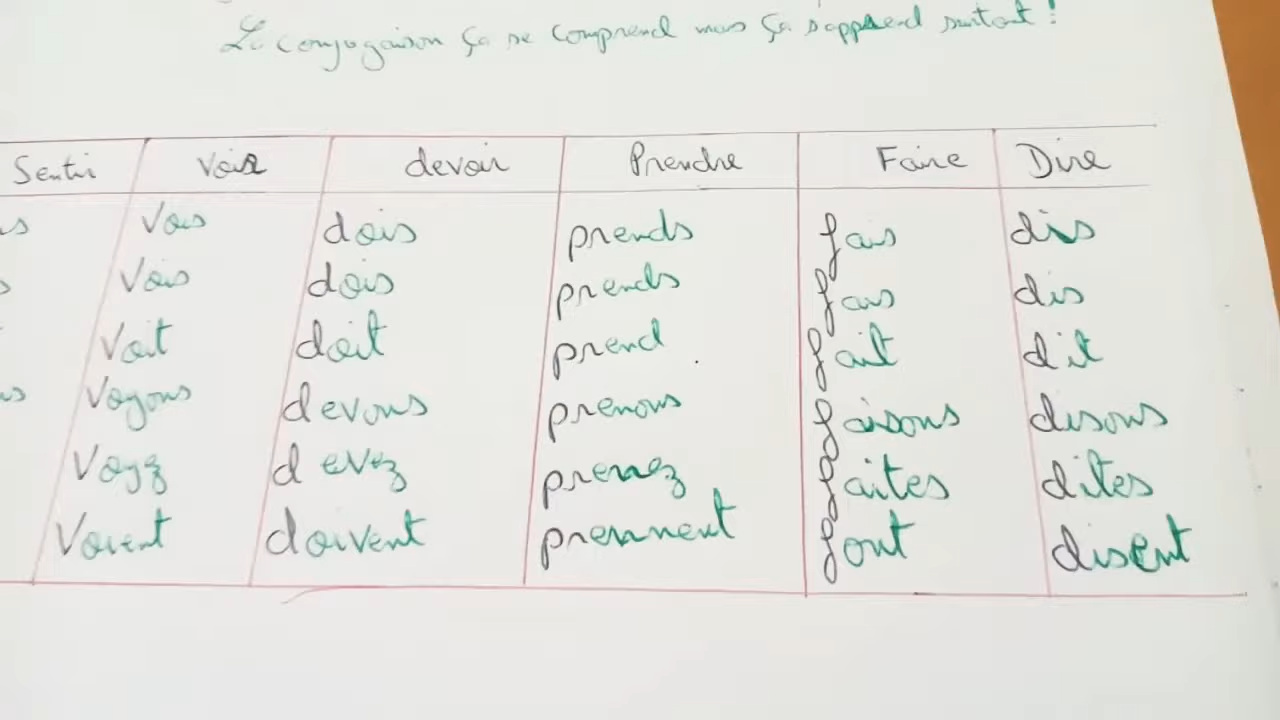 La conjugaison ça se comprend mais ça s'apprend surtout !
Sentir Voir devoir Prendre Faire Dire
Vois dois prends fais dis
Vois dois prends fais dis
Voit doit prend fait dit
Voyons devons prenons faisons disons
Voyez devez prenez faites dites
Voient doivent prennent font disent